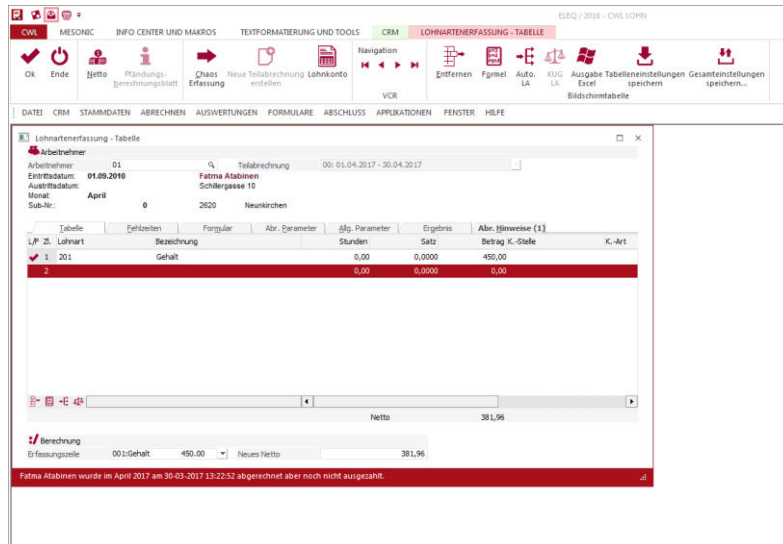 ELEQ / 2016 - CWL LOHN
CWL MESONIC INFO CENTER UND MAKROS TEXTFORMATIERUNG UND TOOLS CRM LOHNARTENERFASSUNG - TABELLE
Ok Ende Netto Pfändungs-berechnungsblatt Chaos Erfassung Neue Teilabrechnung erstellen Lohnkonto Navigation VCR Entfernen Formel Auto. LA KUG LA Ausgabe Excel Tabelleneinstellungen speichern Gesamteinstellungen speichern...
Bildschirmtabelle
DATEI CRM STAMMDATEN ABRECHNEN AUSWERTUNGEN FORMULARE ABSCHLUSS APPLIKATIONEN FENSTER HILFE
Lohnartenerfassung - Tabelle
Arbeitnehmer
Arbeitnehmer 01 Teilabrechnung 00: 01.04.2017 - 30.04.2017
Eintrittsdatum: 01.09.2010 Fatma Atabinen
Austrittsdatum: Schillergasse 10
Monat: April
Sub-Nr.: 0 2620 Neunkirchen
Tabelle Fehlzeiten Formular Abr. Parameter Allg. Parameter Ergebnis Abr. Hinweise (1)
L/F Zl. Lohnart Bezeichnung Stunden Satz Betrag K.-Stelle K.-Art
1 201 Gehalt 0,00 0,0000 450,00
2 0,00 0,0000 0,00
Netto 381,96
Berechnung
Erfassungszeile 001:Gehalt 450.00 Neues Netto 381,96
Fatma Atabinen wurde im April 2017 am 30-03-2017 13:22:52 abgerechnet aber noch nicht ausgezahlt.